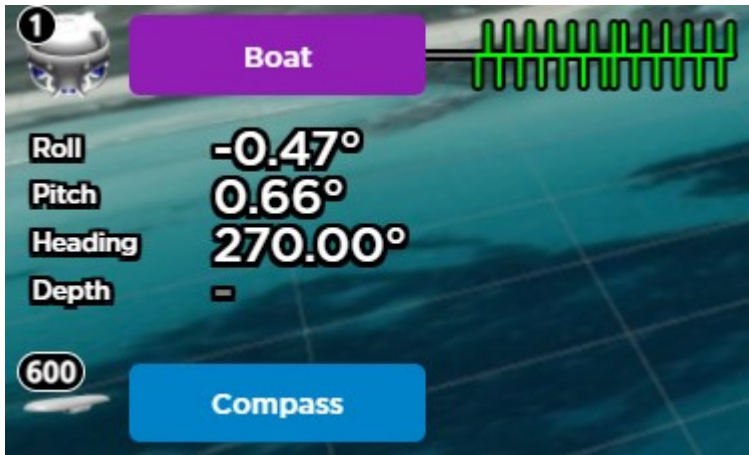 1
Boat
Roll -0.47°
Pitch 0.66°
Heading 270.00°
Depth -
600
Compass